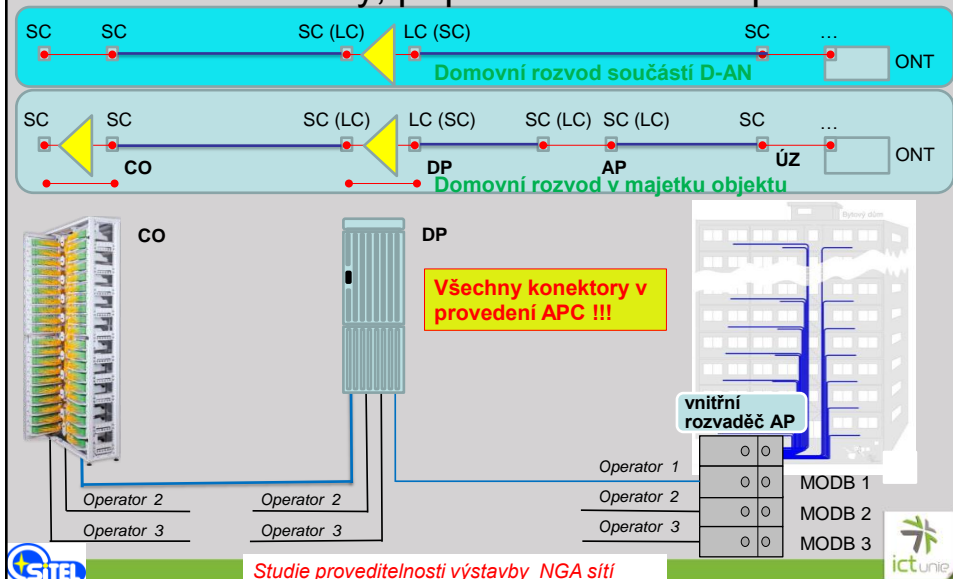 SC SC SC (LC) LC (SC) SC ...
ONT
Domovní rozvod součástí D-AN
SC SC SC (LC) LC (SC) SC (LC) SC (LC) SC ...
CO DP AP ÚZ ONT
Domovní rozvod v majetku objektu
CO DP
Bytový dům
Všechny konektory v
provedení APC !!!
vnitřní
rozvaděč AP
Operator 1
MODB 1
Operator 2 Operator 2 Operator 2
MODB 2
Operator 3 Operator 3 Operator 3
MODB 3
SiTEL
Studie proveditelnosti výstavby NGA sítí
ictunie